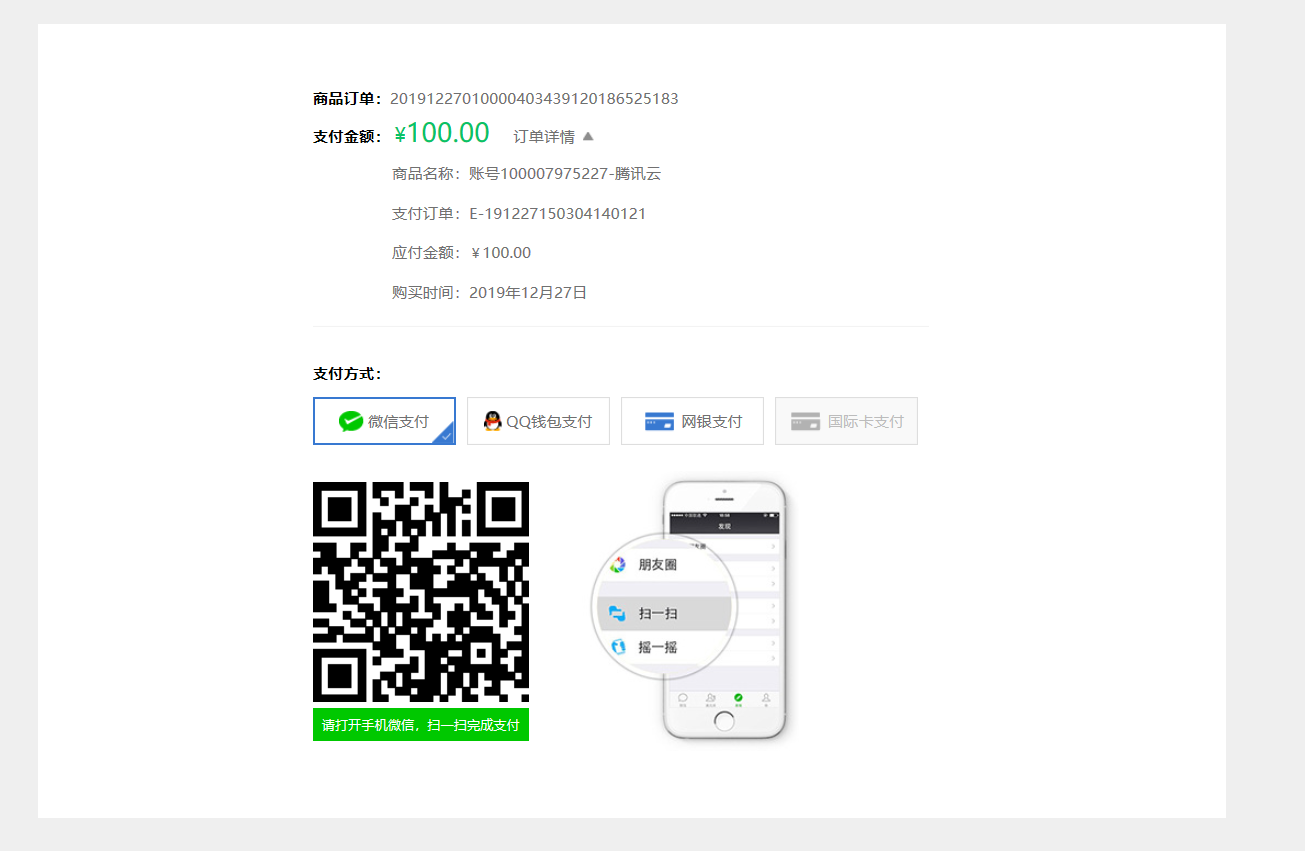 商品订单：20191227010000403439120186525183
支付金额：¥100.00 订单详情
商品名称：账号100007975227-腾讯云
支付订单：E-191227150304140121
应付金额：￥100.00
购买时间：2019年12月27日
支付方式：
微信支付 QQ钱包支付 网银支付 国际卡支付
发现
朋友圈
扫一扫
摇一摇
请打开手机微信，扫一扫完成支付